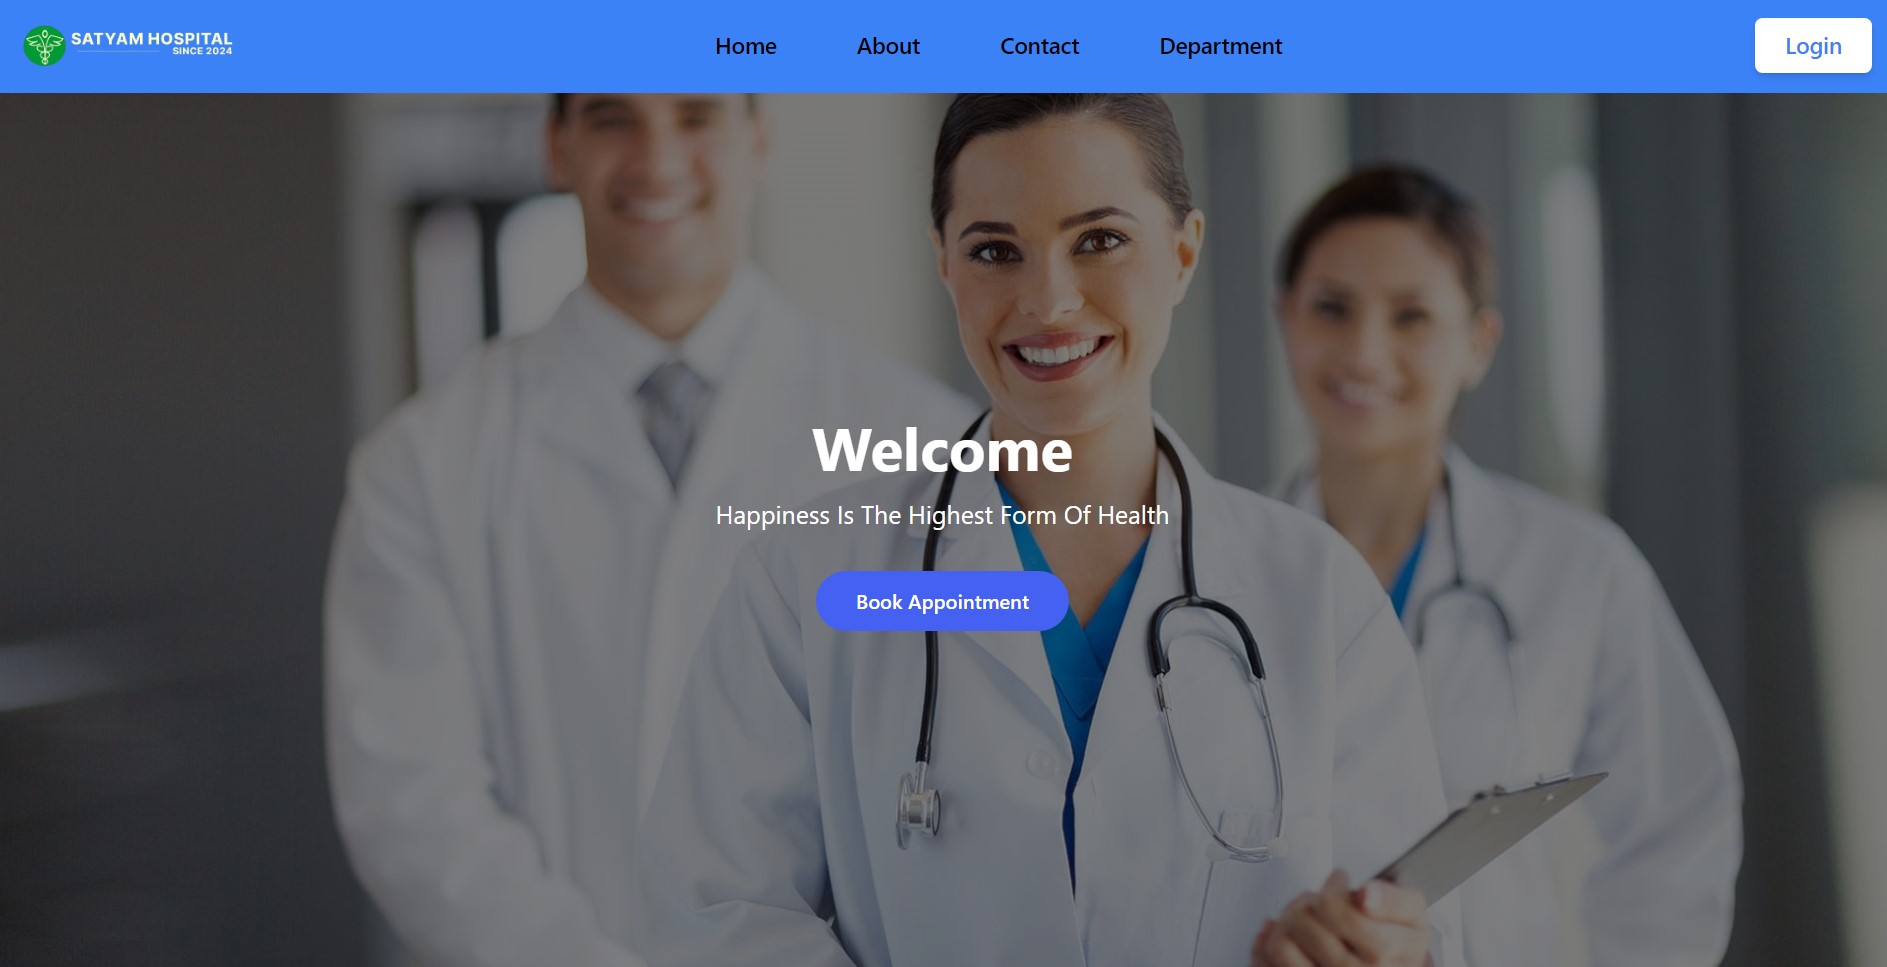 SATYAM HOSPITAL
SINCE 2024
Home
About
Contact
Department
Login
Welcome
Happiness Is The Highest Form Of Health
Book Appointment